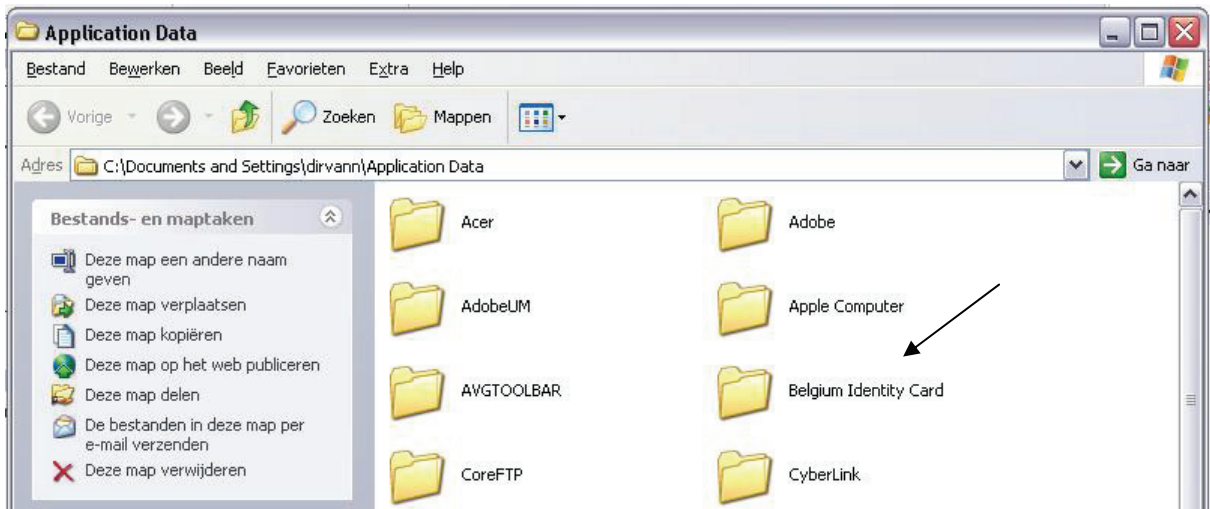 Application Data
Bestand Bewerken Beeld Favorieten Extra Help
Vorige Zoeken Mappen
Adres C:\Documents and Settings\dirvann\Application Data Ga naar
Bestands- en maptaken
Deze map een andere naam
geven
Deze map verplaatsen
Deze map kopiëren
Deze map op het web publiceren
Deze map delen
De bestanden in deze map per
e-mail verzenden
Deze map verwijderen
Acer Adobe
AdobeUM Apple Computer
AVGTOOLBAR Belgium Identity Card
CoreFTP CyberLink